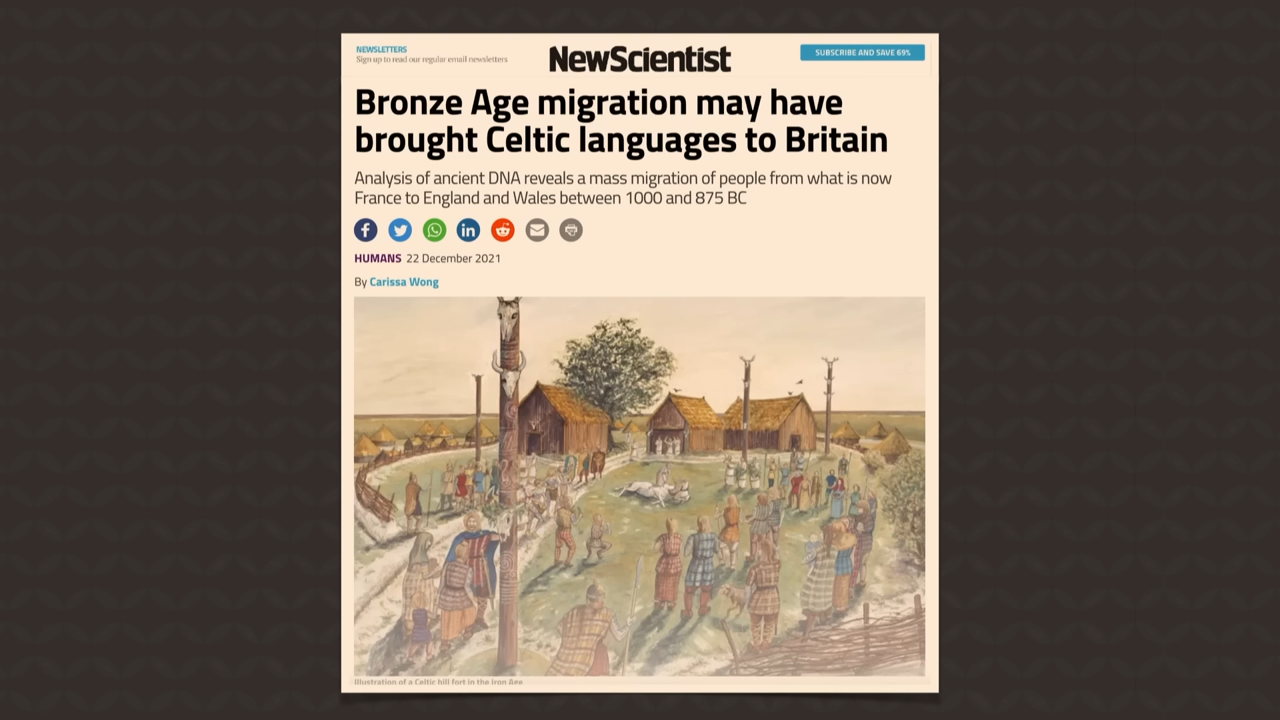 NEWSLETTERS
Sign up to read our regular email newsletters
NewScientist
SUBSCRIBE AND SAVE 69%
Bronze Age migration may have
brought Celtic languages to Britain
Analysis of ancient DNA reveals a mass migration of people from what is now
France to England and Wales between 1000 and 875 BC
HUMANS 22 December 2021
By Carissa Wong
Illustration of a Celtic hill fort in the Iron Age